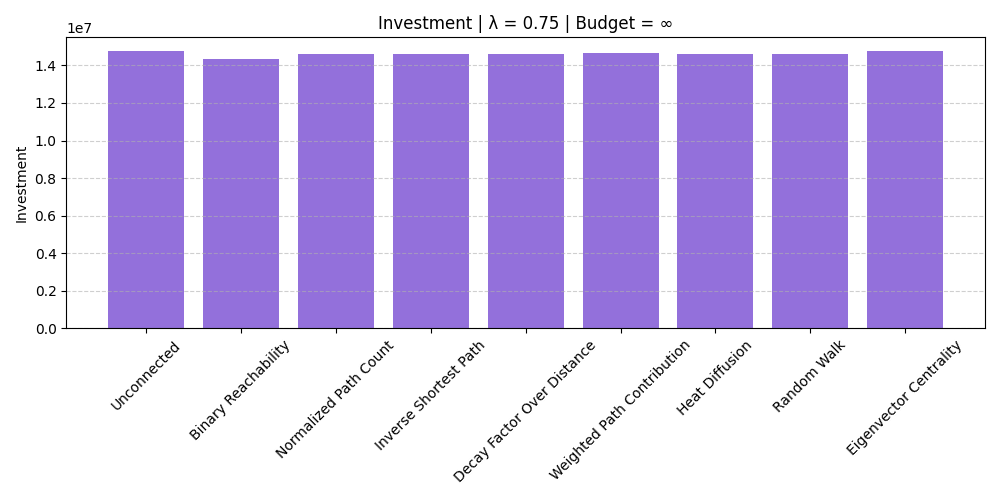 Investment | λ = 0.75 | Budget = ∞
1e7
1.4
1.2
1.0
0.8
0.6
0.4
0.2
0.0
Investment
Unconnected
Binary Reachability
Normalized Path Count
Inverse Shortest Path
Decay Factor Over Distance
Weighted Path Contribution
Heat Diffusion
Random Walk
Eigenvector Centrality